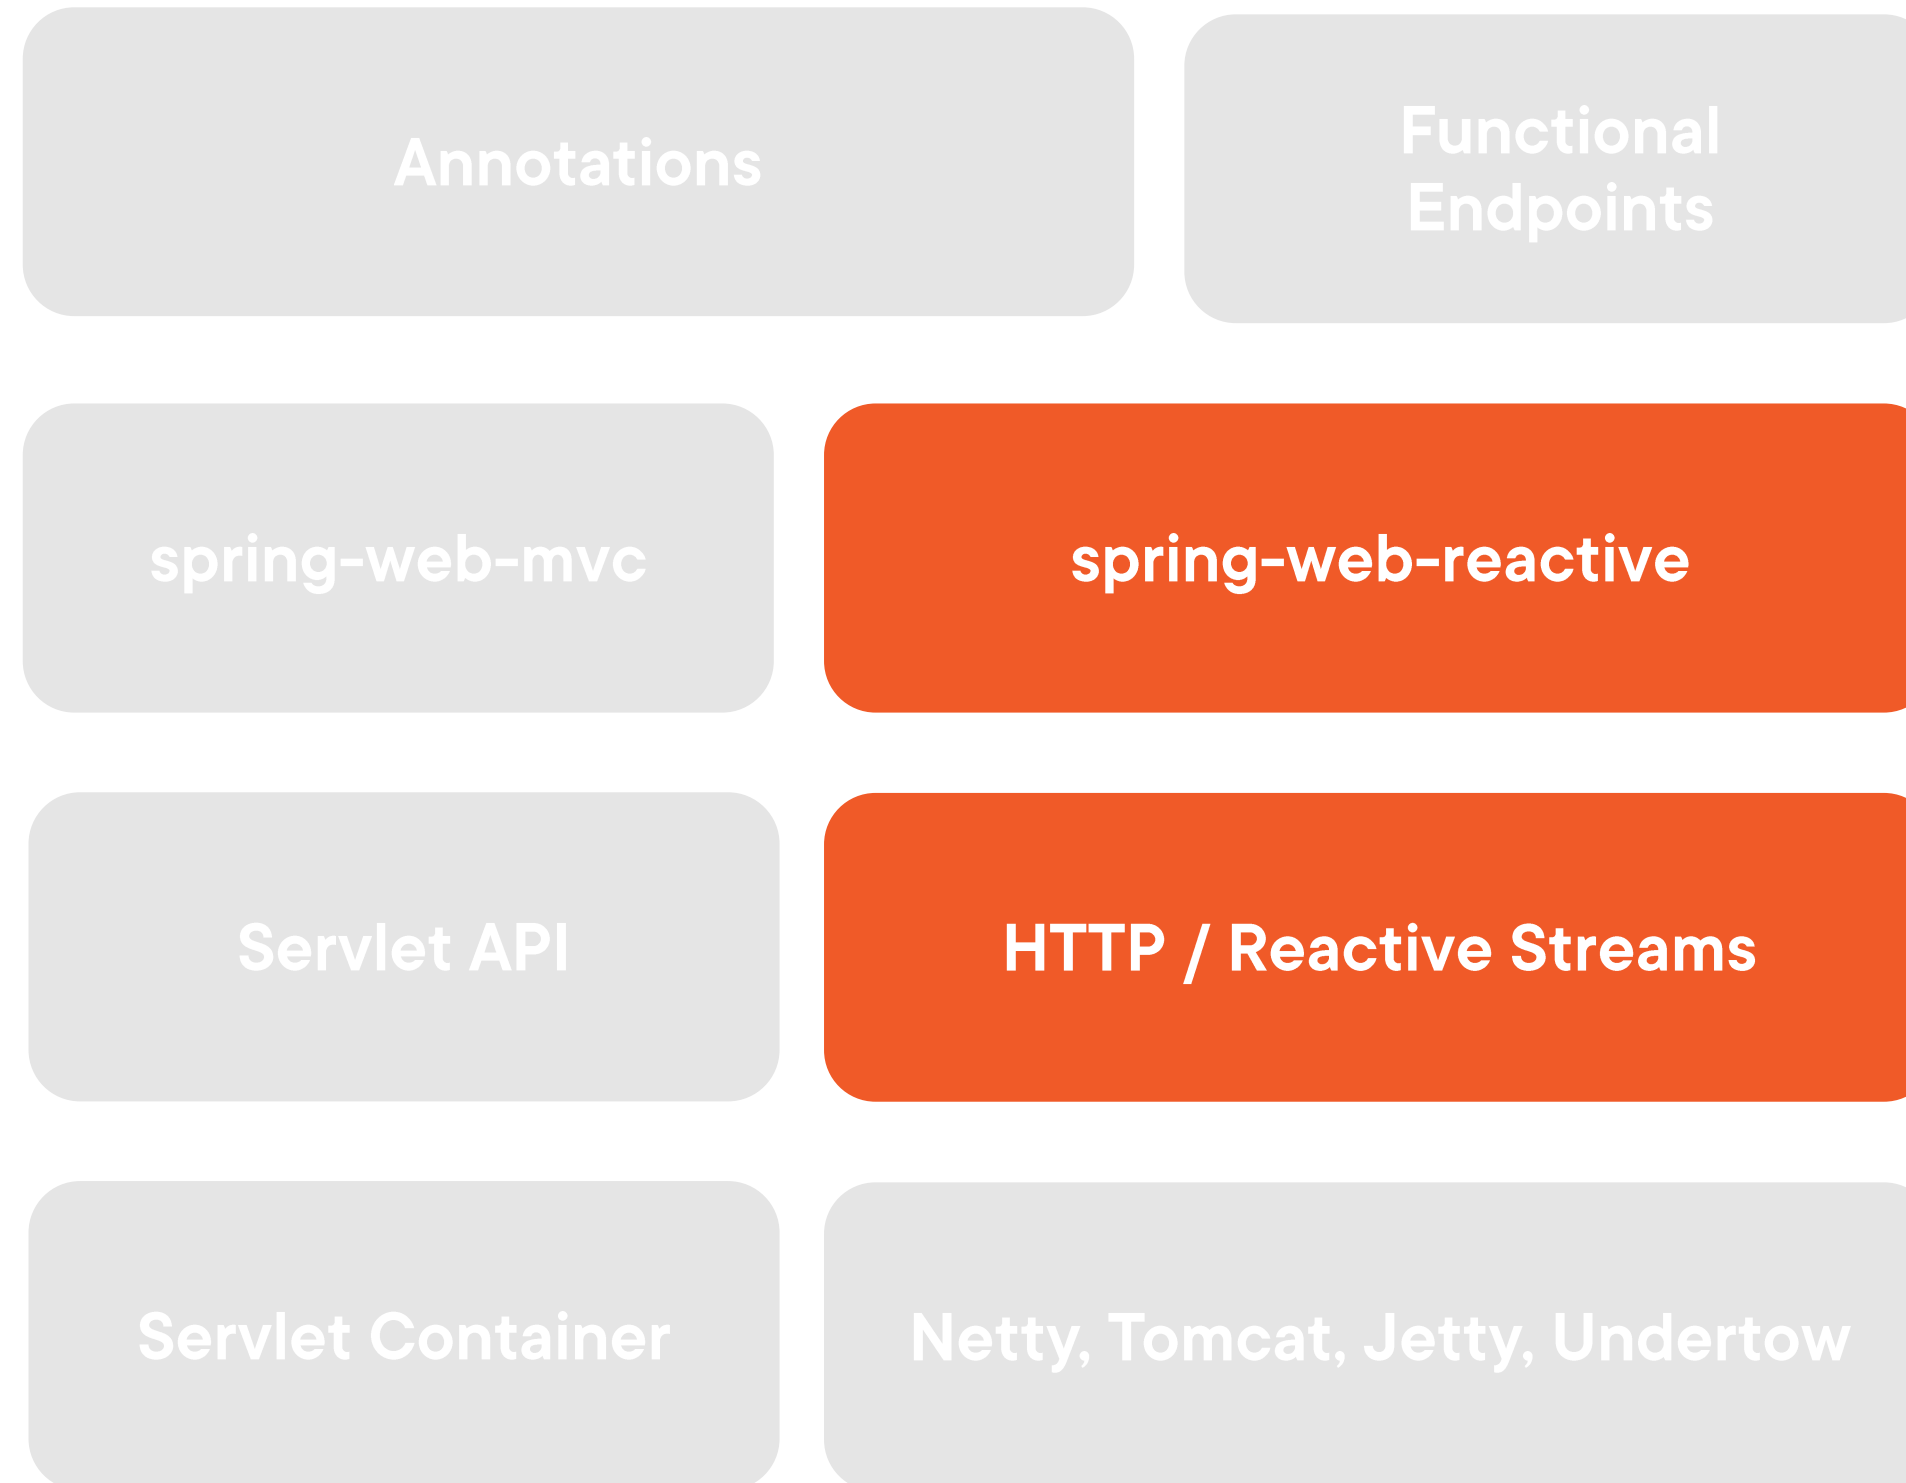 Annotations
Functional
Endpoints
spring-web-mvc
spring-web-reactive
Servlet API
HTTP / Reactive Streams
Servlet Container
Netty, Tomcat, Jetty, Undertow